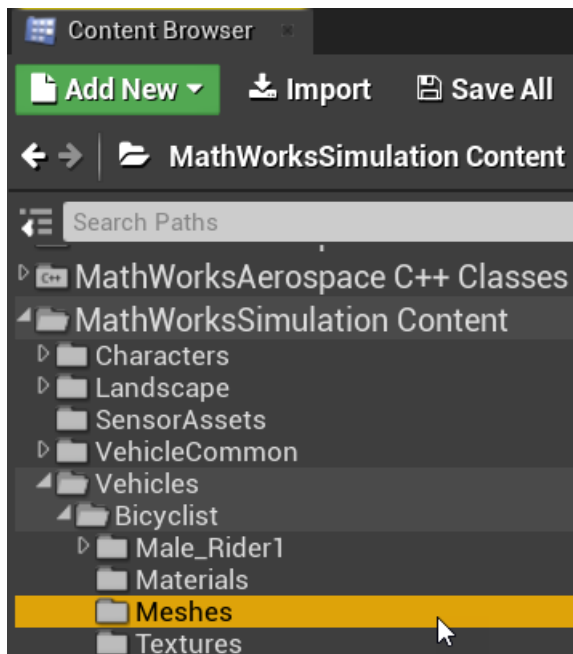 Content Browser
Add New Import Save All
MathWorksSimulation Content
Search Paths
C++ MathWorksAerospace C++ Classes
MathWorksSimulation Content
Characters
Landscape
SensorAssets
VehicleCommon
Vehicles
Bicyclist
Male_Rider1
Materials
Meshes
Textures